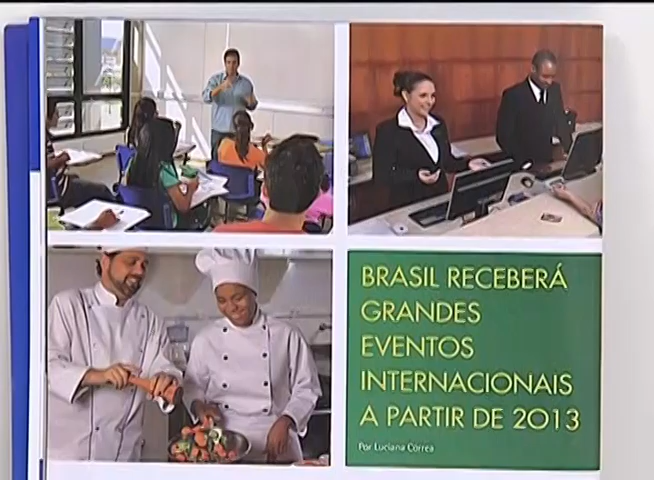 BRASIL RECEBERÁ
GRANDES
EVENTOS
INTERNACIONAIS
A PARTIR DE 2013
Por Luciana Correa